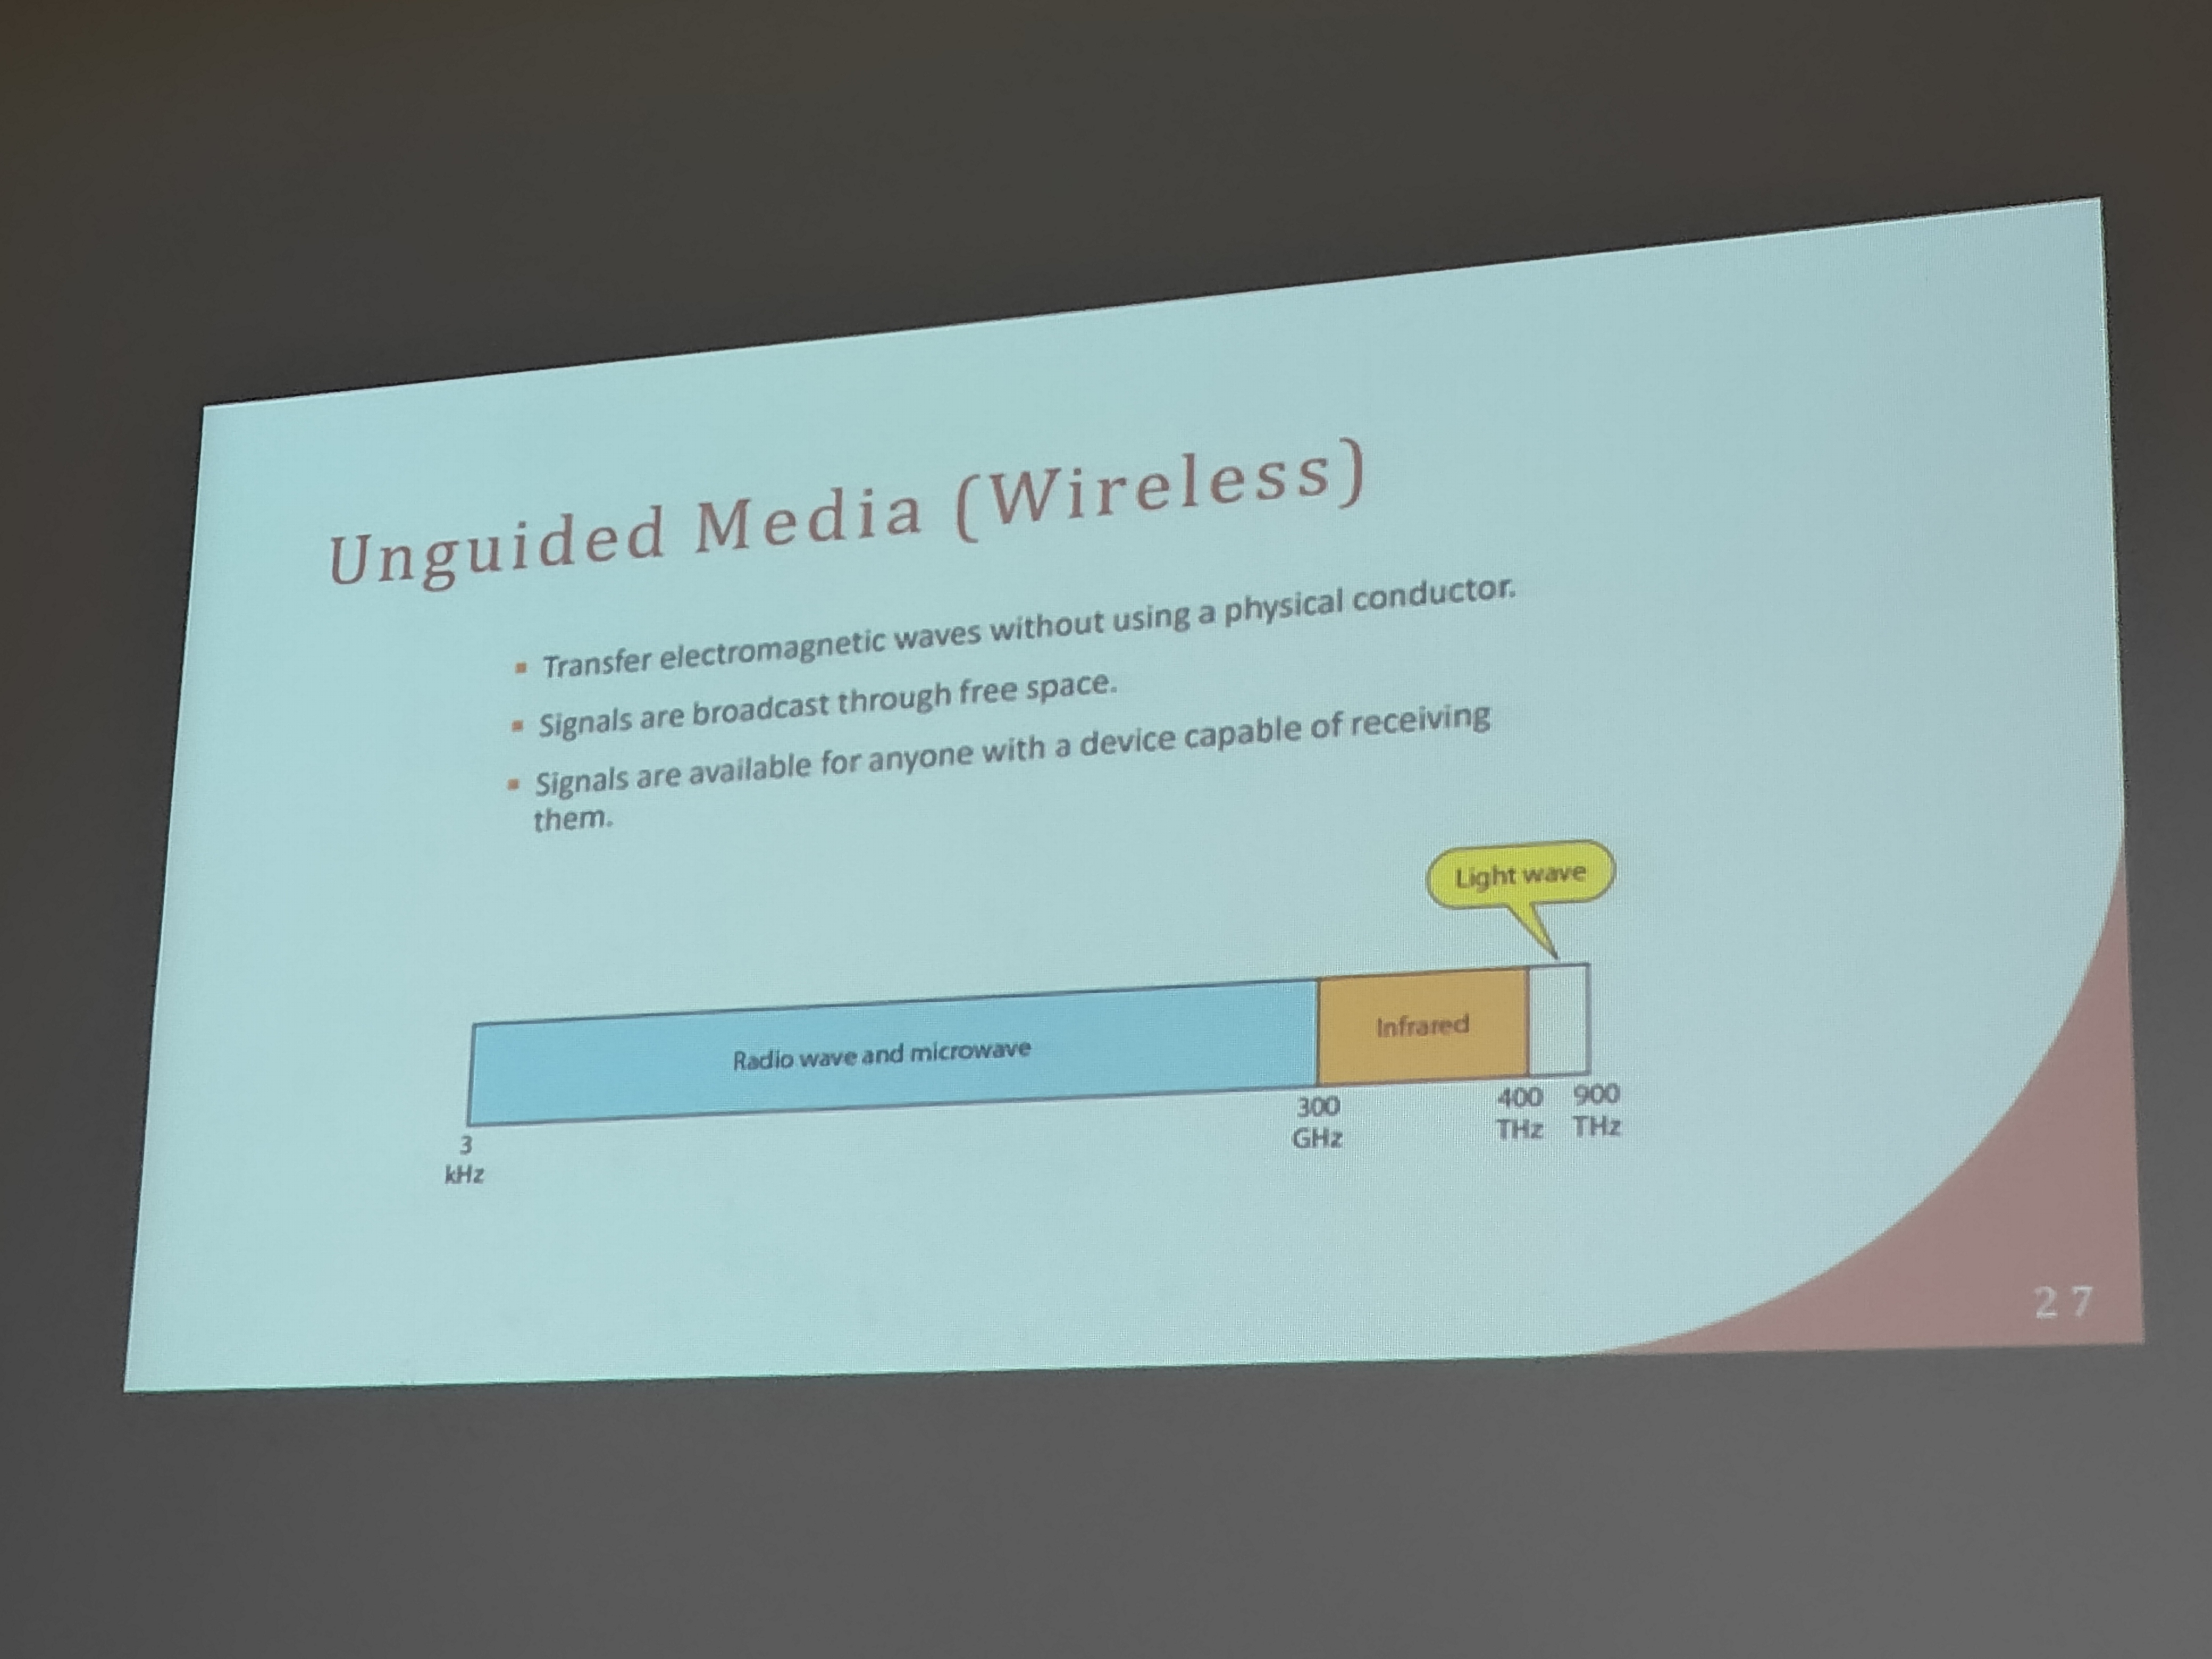 Unguided Media (Wireless)
▪ Transfer electromagnetic waves without using a physical conductor.
▪ Signals are broadcast through free space.
▪ Signals are available for anyone with a device capable of receiving
them.
Light wave
Radio wave and microwave
Infrared
3
kHz
300
GHz
400
THz
900
THz
27